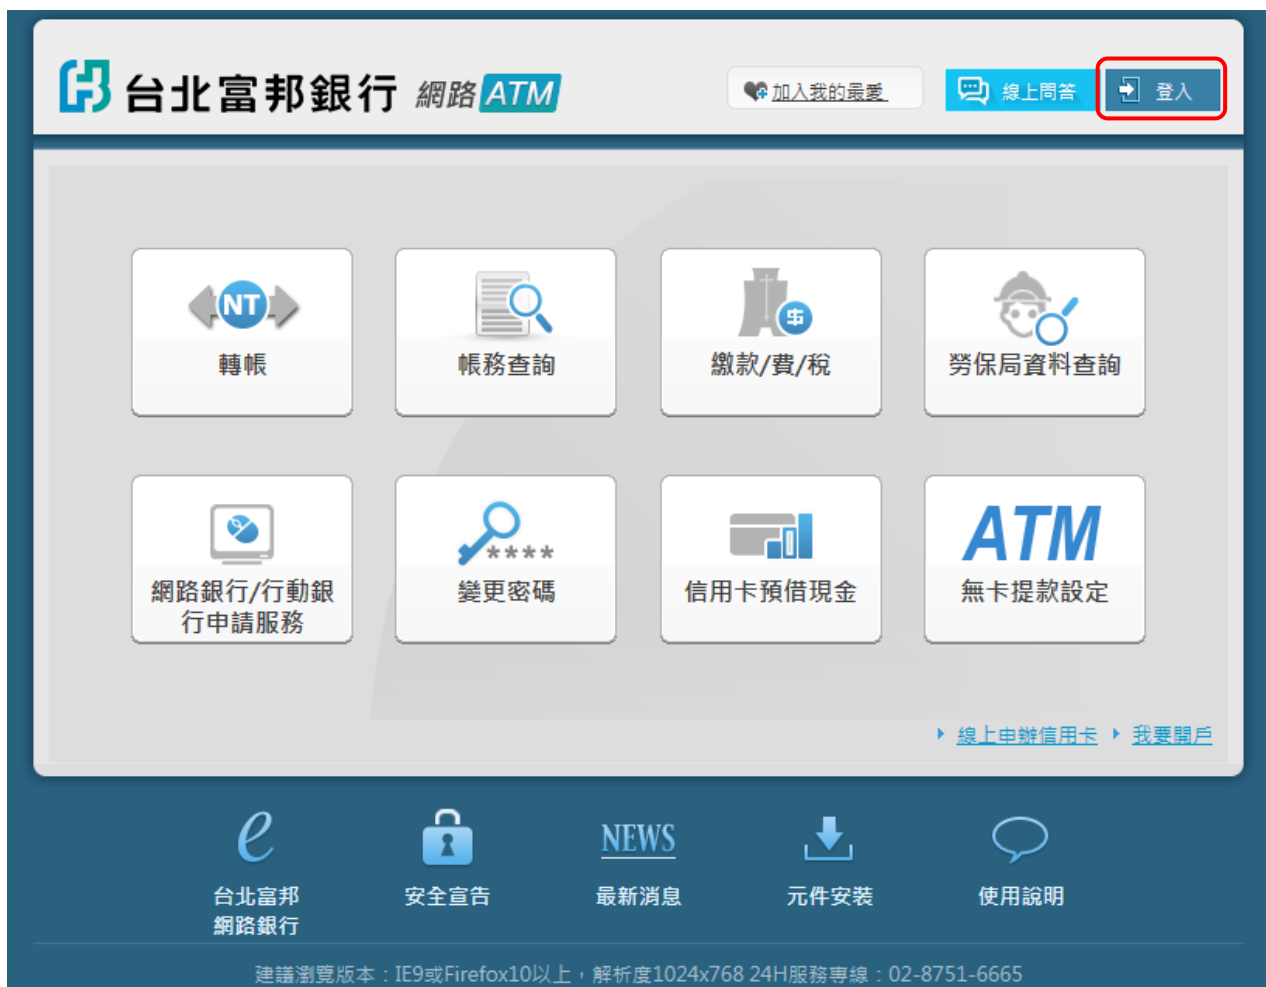 台北富邦銀行 網路ATM
加入我的最愛
線上問答
登入
NT
轉帳
帳務查詢
繳款/費/稅
勞保局資料查詢
網路銀行/行動銀
行申請服務
****
變更密碼
信用卡預借現金
ATM
無卡提款設定
線上申辦信用卡
我要開戶
e
台北富邦
網路銀行
安全宣告
NEWS
最新消息
元件安裝
使用說明
建議瀏覽版本：IE9或Firefox10以上，解析度1024x768 24H服務專線：02-8751-6665